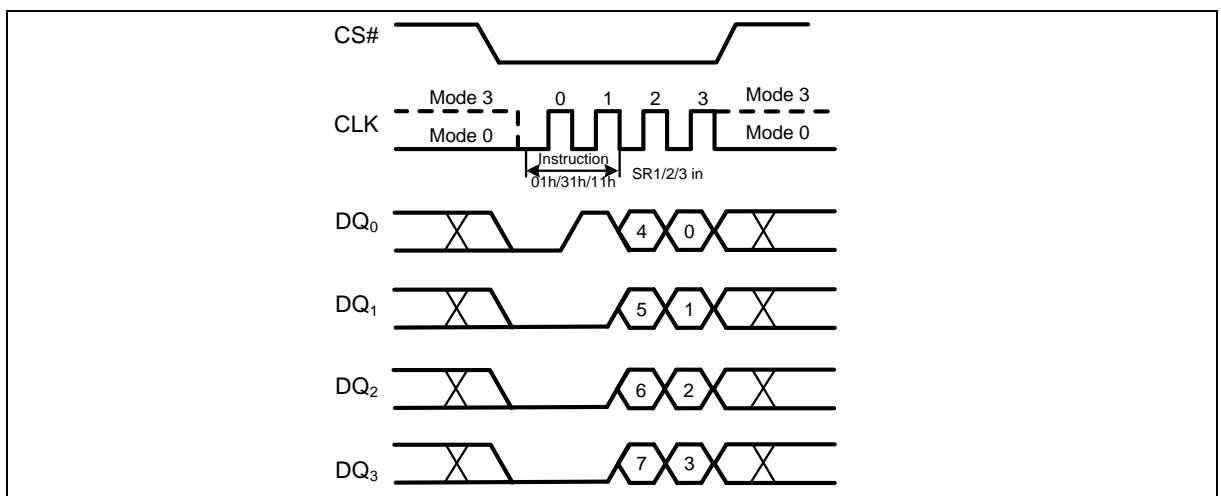 CS#
Mode 3 0 1 2 3 Mode 3
CLK
Mode 0 Mode 0
Instruction
01h/31h/11h SR1/2/3 in
DQ0 4 0
DQ1 5 1
DQ2 6 2
DQ3 7 3